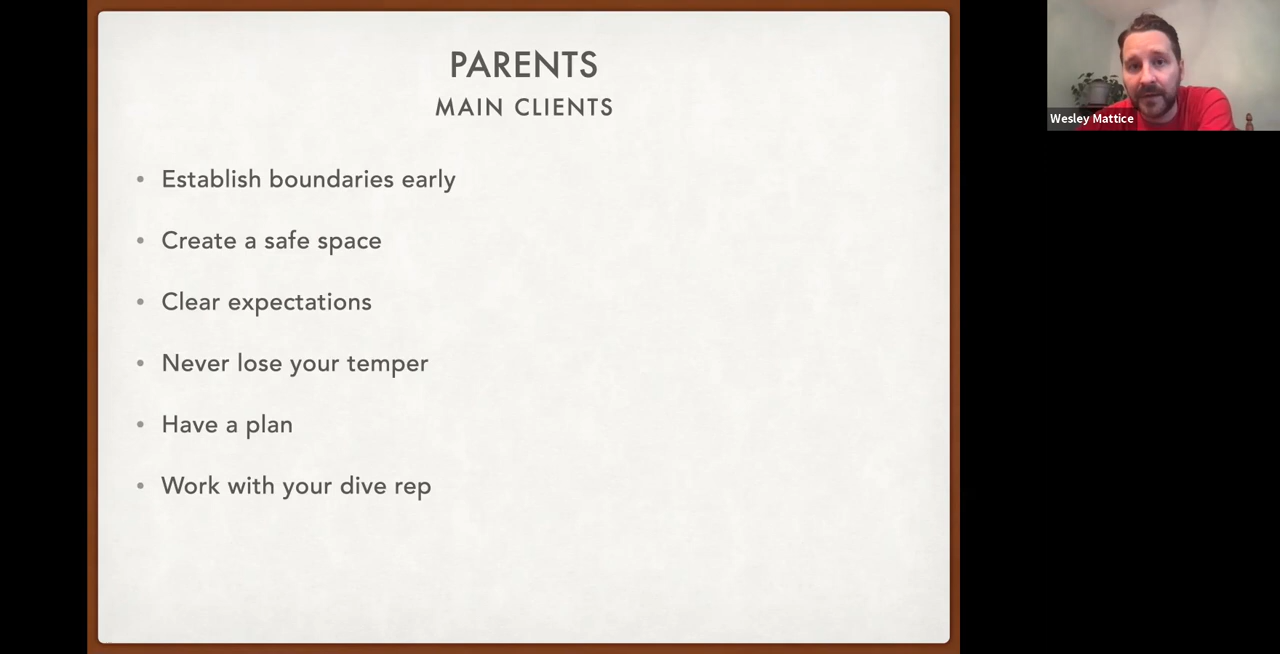 PARENTS
MAIN CLIENTS
• Establish boundaries early
• Create a safe space
• Clear expectations
• Never lose your temper
• Have a plan
• Work with your dive rep
Wesley Mattice